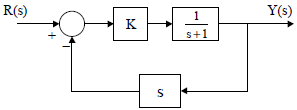 R(s) Y(s)
+ K 1/(s+1)
−
s